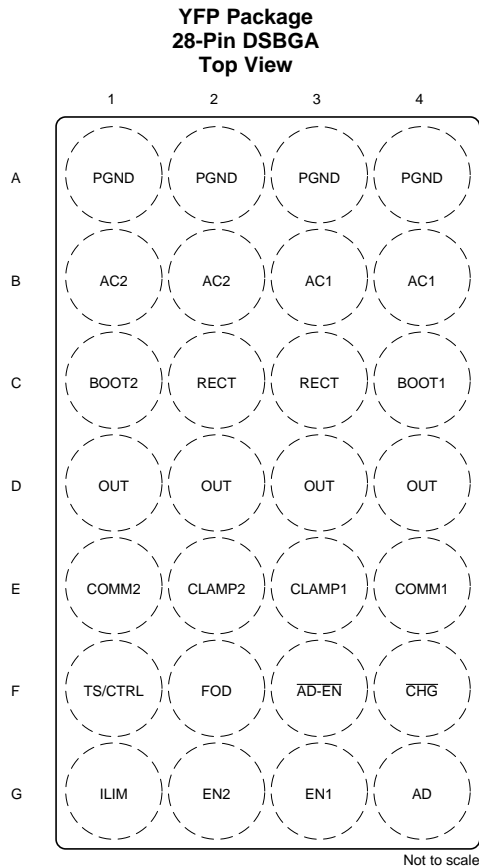 YFP Package
28-Pin DSBGA
Top View
1 2 3 4
A PGND PGND PGND PGND
B AC2 AC2 AC1 AC1
C BOOT2 RECT RECT BOOT1
D OUT OUT OUT OUT
E COMM2 CLAMP2 CLAMP1 COMM1
F TS/CTRL FOD AD-EN CHG
G ILIM EN2 EN1 AD
Not to scale